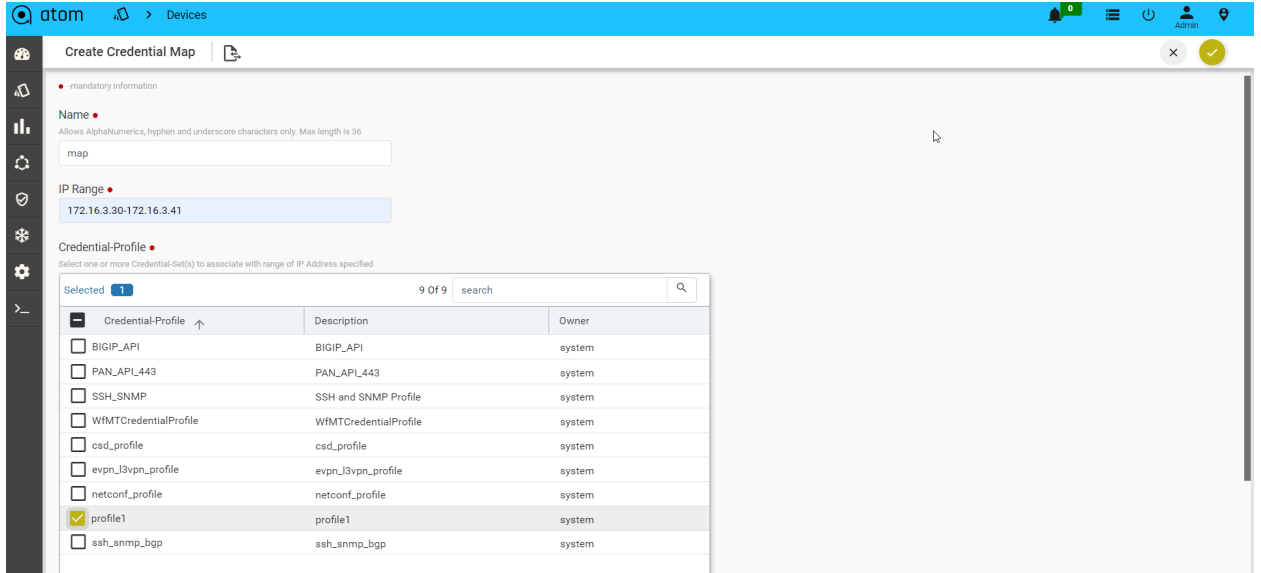 atom > Devices 0
Admin
Create Credential Map
-mandatory information
Name
Allows AlphaNumerics, hyphen and underscore characters only. Max length is 36
map
IP Range
172.16.3.30-172.16.3.41
Credential-Profile
Select one or more Credential-Set(s) to associate with range of IP Address specified
Selected 1 9 Of 9 search
Credential-Profile Description Owner
BIGIP_API BIGIP_API system
PAN_API_443 PAN_API_443 system
SSH_SNMP SSH and SNMP Profile system
WfMTCredentialProfile WfMTCredentialProfile system
csd_profile csd_profile system
evpn_l3vpn_profile evpn_l3vpn_profile system
netconf_profile netconf_profile system
profile1 profile1 system
ssh_snmp_bgp ssh_snmp_bgp system